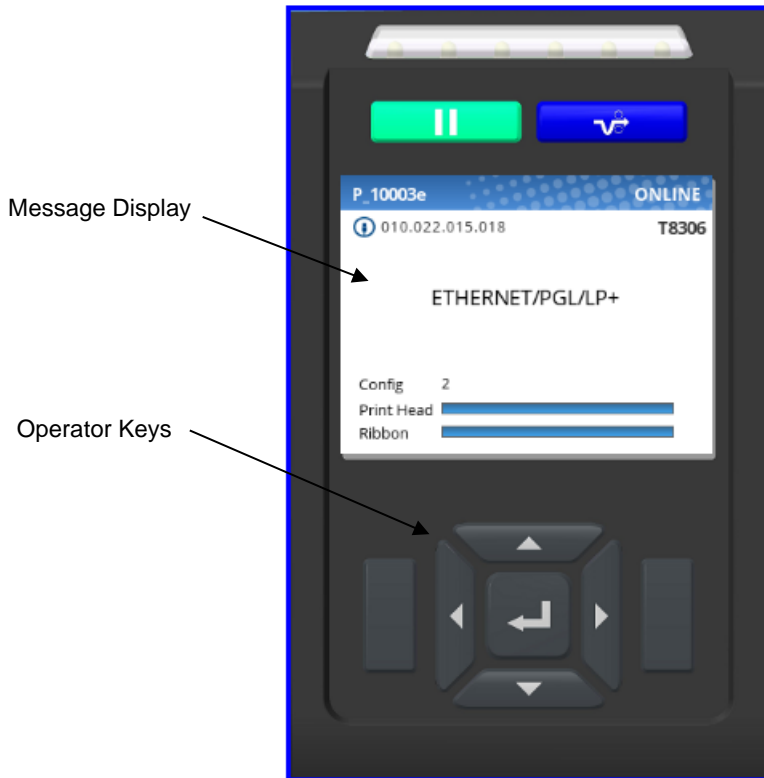 P_10003e ONLINE
Message Display
010.022.015.018 T8306
ETHERNET/PGL/LP+
Config 2
Print Head
Operator Keys
Ribbon